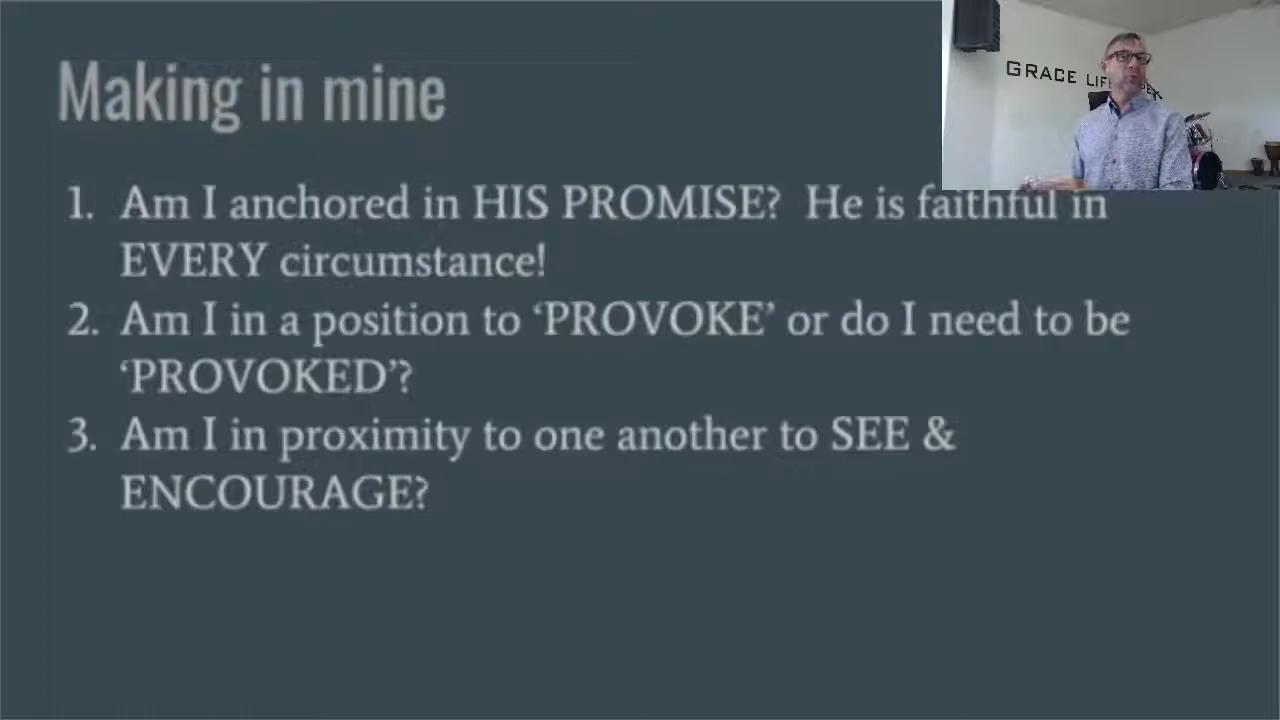 Making in mine
GRACE LIFE
1. Am I anchored in HIS PROMISE? He is faithful in
EVERY circumstance!
2. Am I in a position to ‘PROVOKE’ or do I need to be
‘PROVOKED’?
3. Am I in proximity to one another to SEE &
ENCOURAGE?